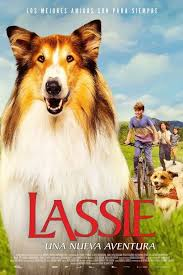 LOS MEJORES AMIGOS SON PARA SIEMPRE
LASSIE
UNA NUEVA AVENTURA